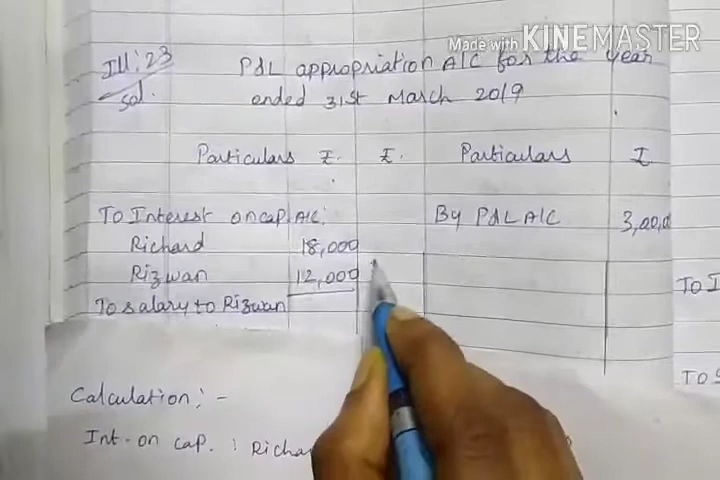 Made with KINEMASTER
Ill: 23
P&L appropriation A/C for the year
Sol.
ended 31st March 2019
Particulars ₹. ₹. Particulars ₹
To Interest on cap A/C: By P&L A/C 3,00,0
Richard 18,000
Rizwan 12,000
To I
To salary to Rizwan
To S
Calculation :-
Int. on cap. : Richa